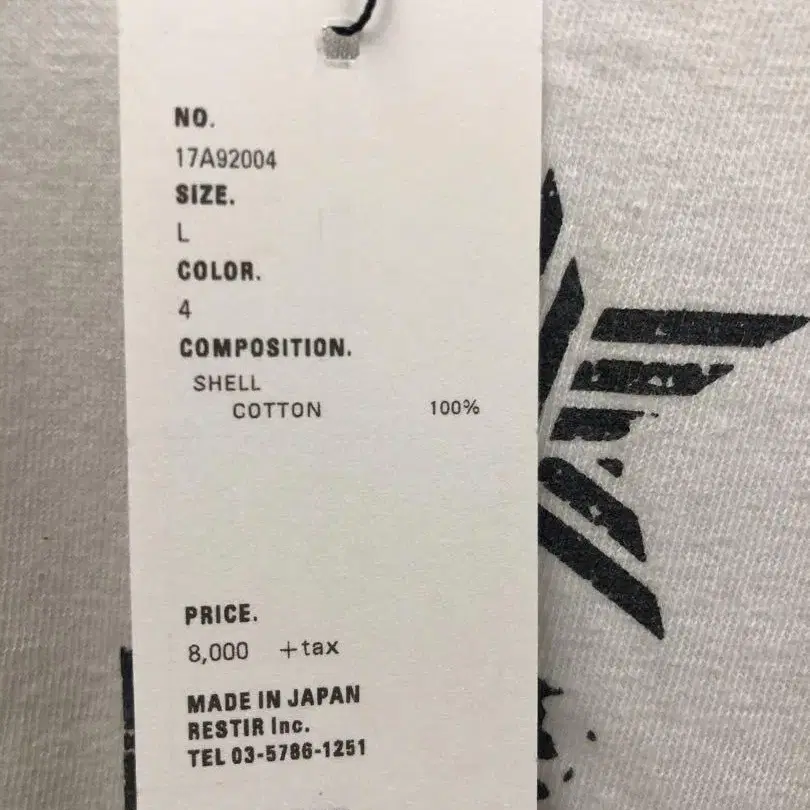 NO.
17A92004
SIZE.
L
COLOR.
4
COMPOSITION.
SHELL
COTTON 100%
PRICE.
8,000 +tax
MADE IN JAPAN
RESTIR Inc.
TEL 03-5786-1251